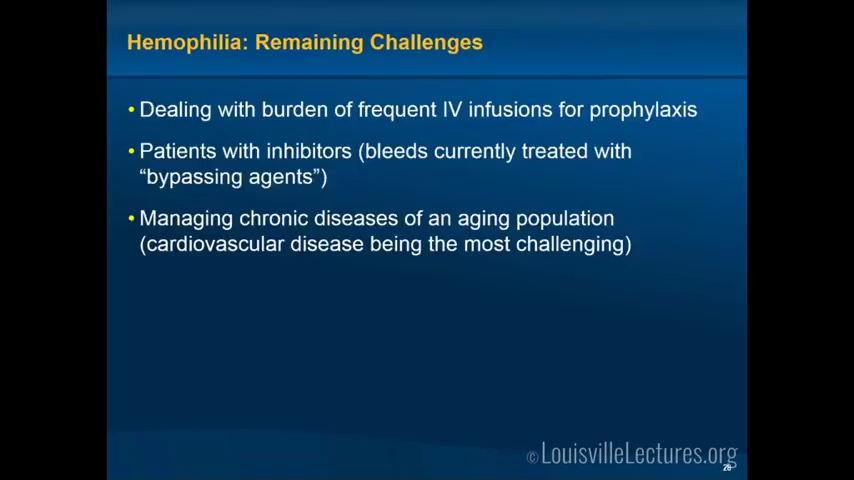 Hemophilia: Remaining Challenges
• Dealing with burden of frequent IV infusions for prophylaxis
• Patients with inhibitors (bleeds currently treated with
“bypassing agents”)
• Managing chronic diseases of an aging population
(cardiovascular disease being the most challenging)
© LouisvilleLectures.org